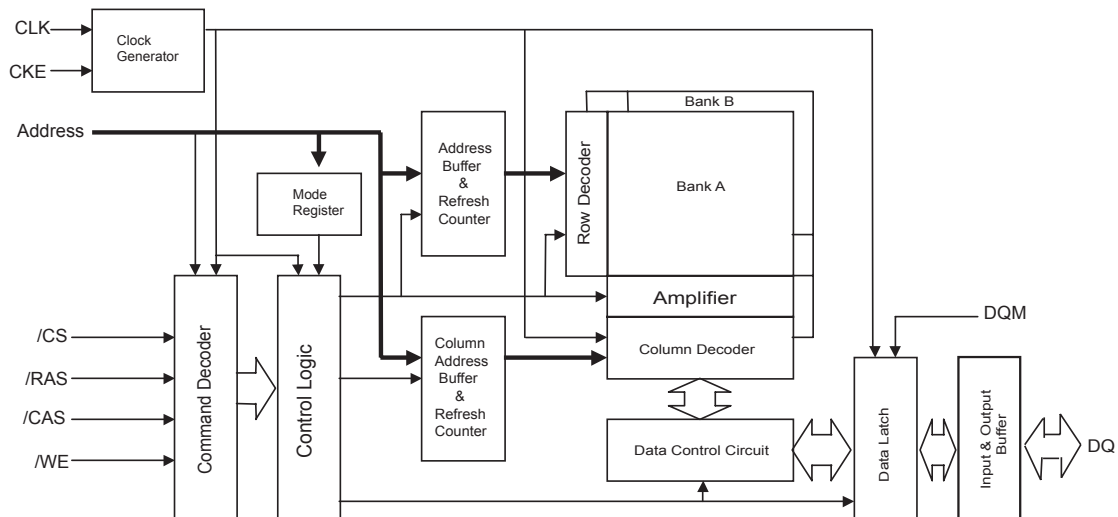 CLK
CKE
Clock
Generator
Address
Mode
Register
Address
Buffer
&
Refresh
Counter
Row Decoder
Bank B
Bank A
Amplifier
Column Decoder
/CS
/RAS
/CAS
/WE
Command Decoder
Control Logic
Column
Address
Buffer
&
Refresh
Counter
Data Control Circuit
DQM
Data Latch
Input & Output
Buffer
DQ